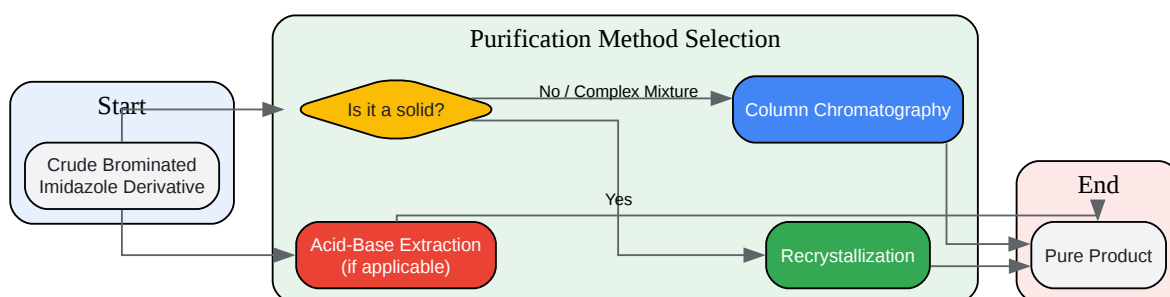 Purification Method Selection
Start
Is it a solid?
No / Complex Mixture
Column Chromatography
Crude Brominated
Imidazole Derivative
End
Yes
Acid-Base Extraction
(if applicable)
Recrystallization
Pure Product